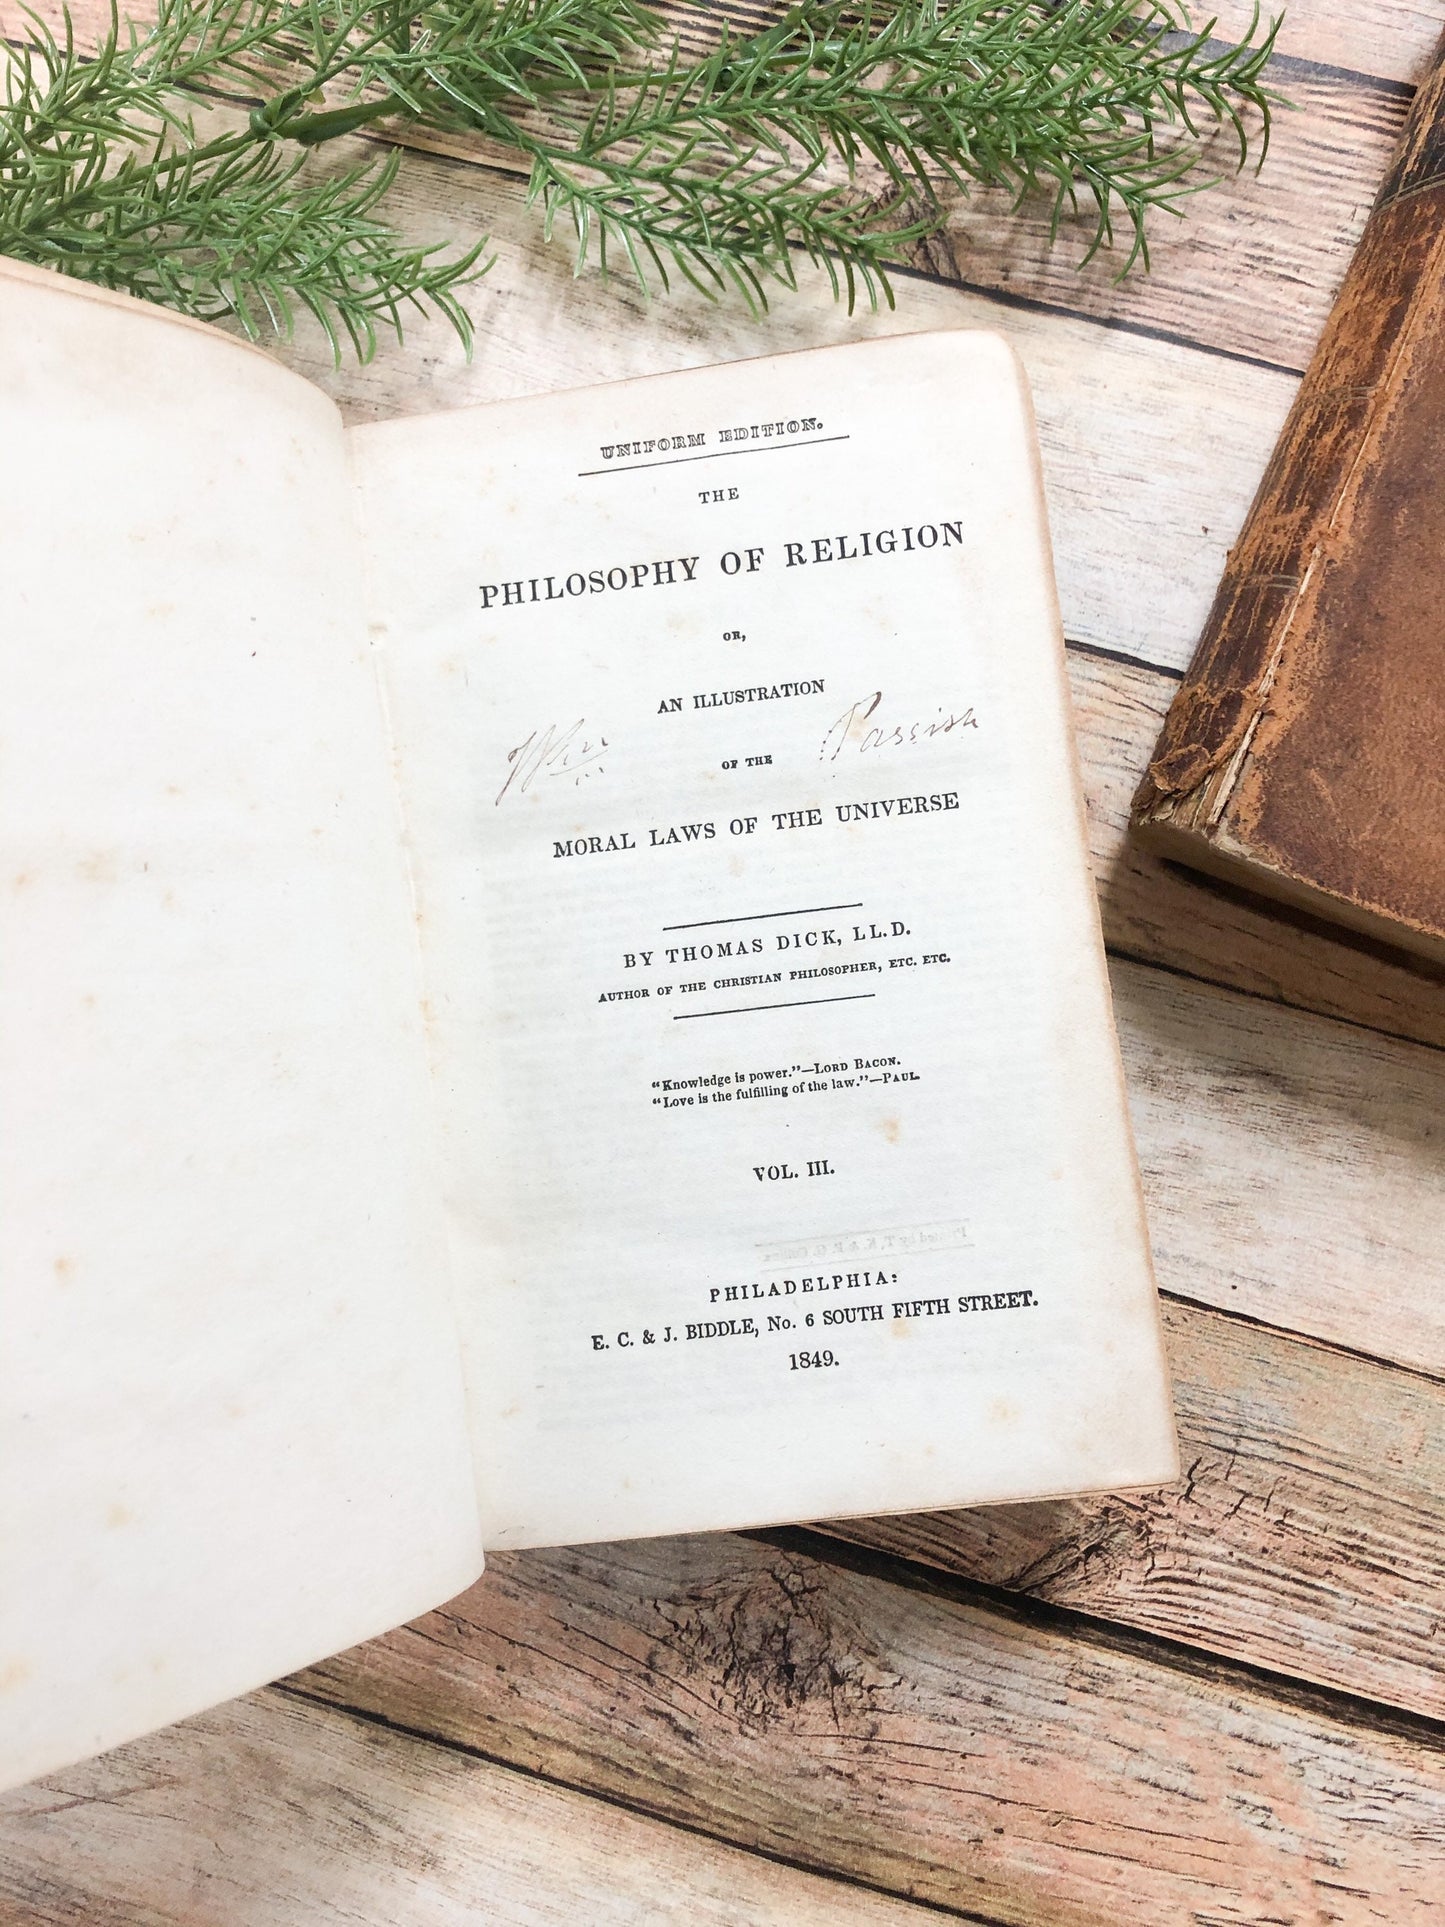 UNIFORM EDITION.
THE
PHILOSOPHY OF RELIGION
OR,
AN ILLUSTRATION
OF THE
MORAL LAWS OF THE UNIVERSE
BY THOMAS DICK, LL.D.
AUTHOR OF THE CHRISTIAN PHILOSOPHER, ETC. ETC.
“Knowledge is power.”—LORD BACON.
“Love is the fulfilling of the law.”—PAUL.
VOL. III.
PHILADELPHIA:
E. C. & J. BIDDLE, No. 6 SOUTH FIFTH STREET.
1849.